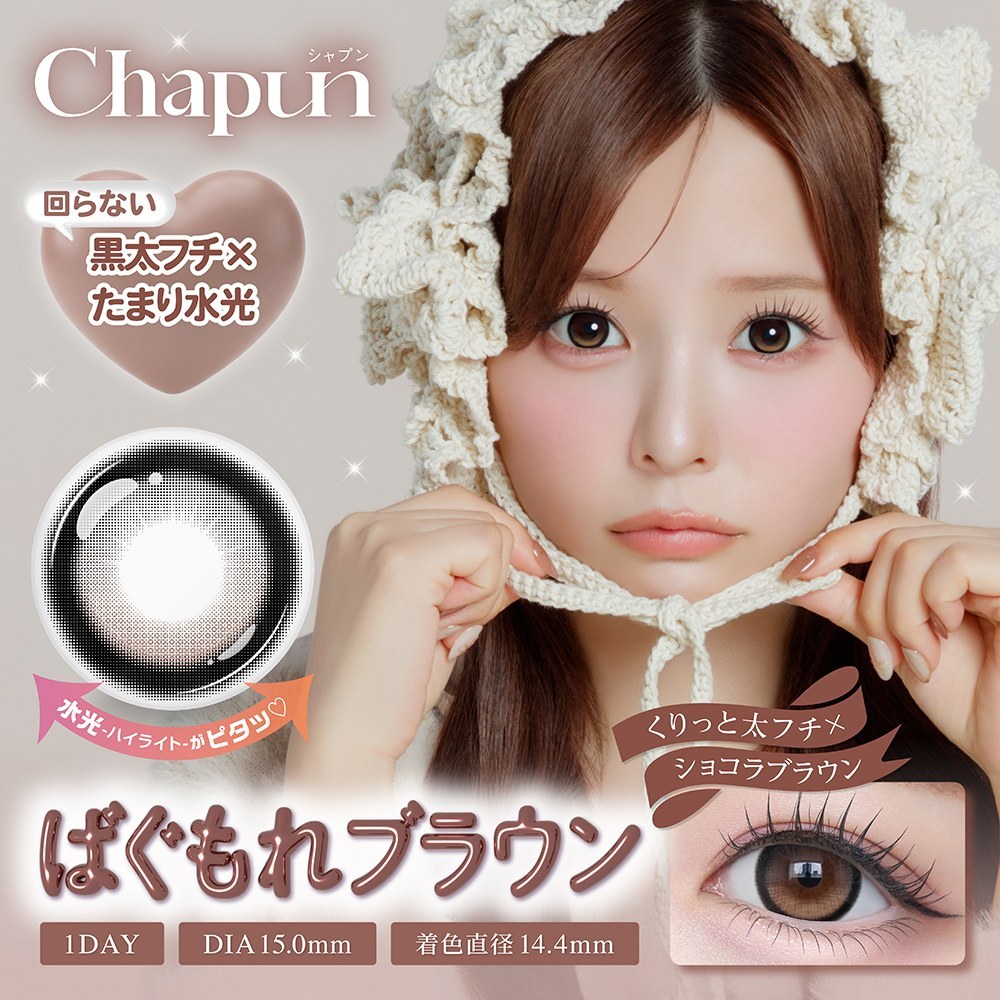 シャプン
Chapun
回らない
黒太フチ×
たまり水光
水光-ハイライト-がピタッ♡
くりっと太フチ×
ショコラブラウン
ばぐもれブラウン
1DAY
DIA 15.0mm
着色直径 14.4mm